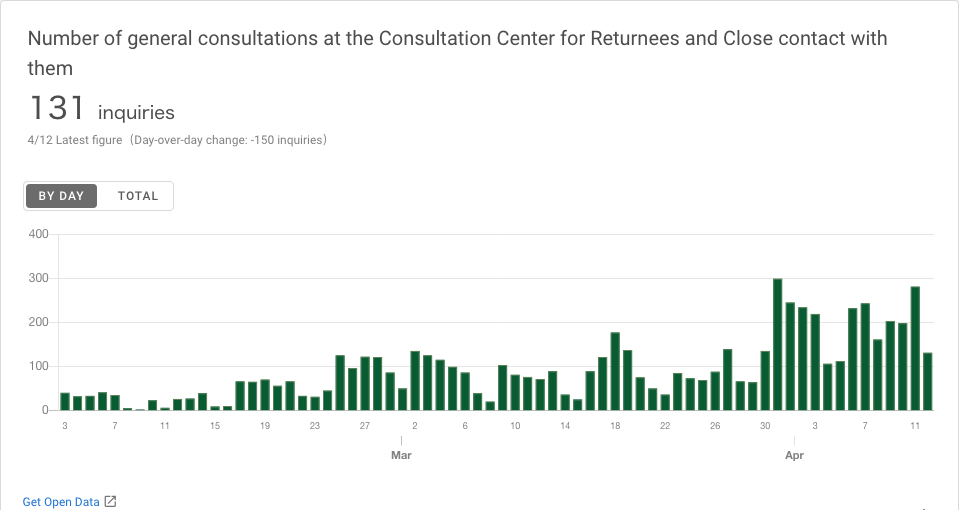 Number of general consultations at the Consultation Center for Returnees and Close contact with
them
131 inquiries
4/12 Latest figure（Day-over-day change: -150 inquiries）
BY DAY TOTAL
400
300
200
100
0
3 7 11 15 19 23 27 2 6 10 14 18 22 26 30 3 7 11
Mar Apr
Get Open Data